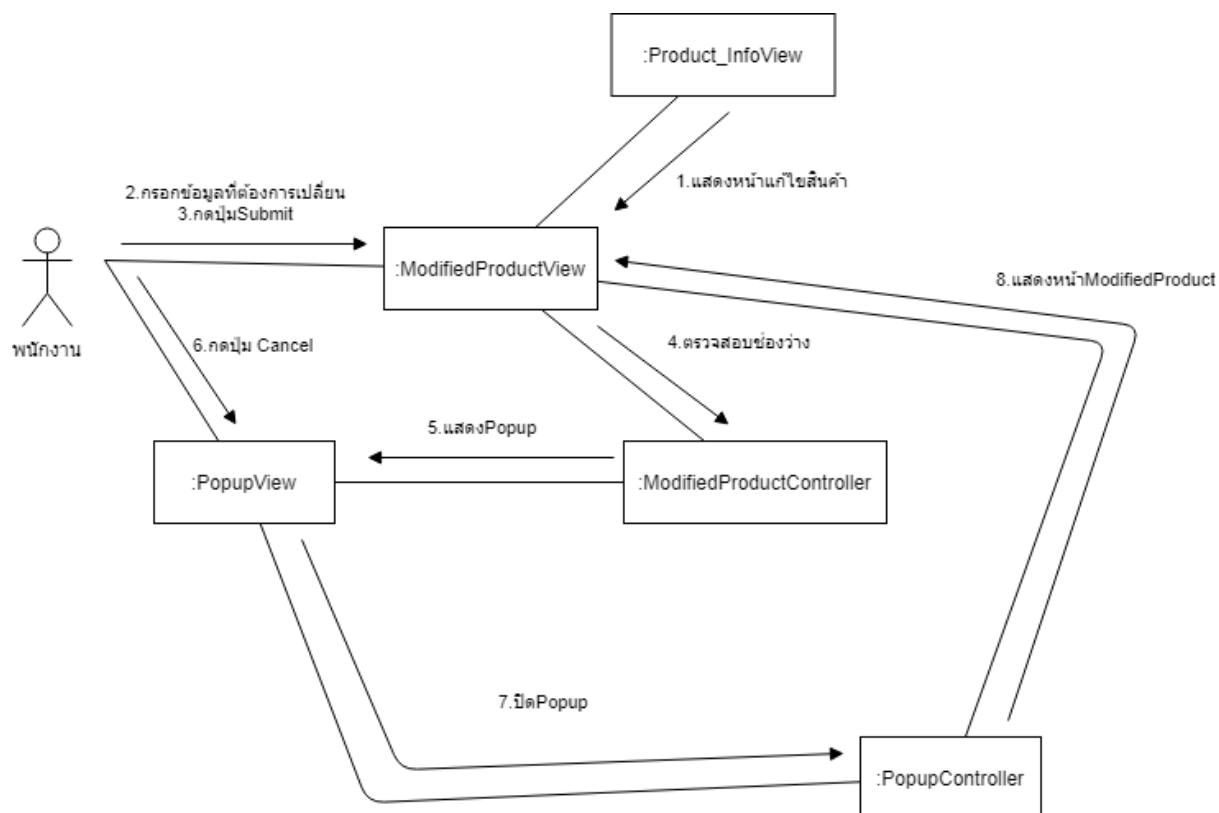 :Product_InfoView
1.แสดงหน้าแก้ไขสินค้า
2.กรอกข้อมูลที่ต้องการเปลี่ยน
3.กดปุ่มSubmit
:ModifiedProductView
8.แสดงหน้าModifiedProduct
พนักงาน
6.กดปุ่ม Cancel
4.ตรวจสอบช่องว่าง
5.แสดงPopup
:PopupView
:ModifiedProductController
7.ปิดPopup
:PopupController